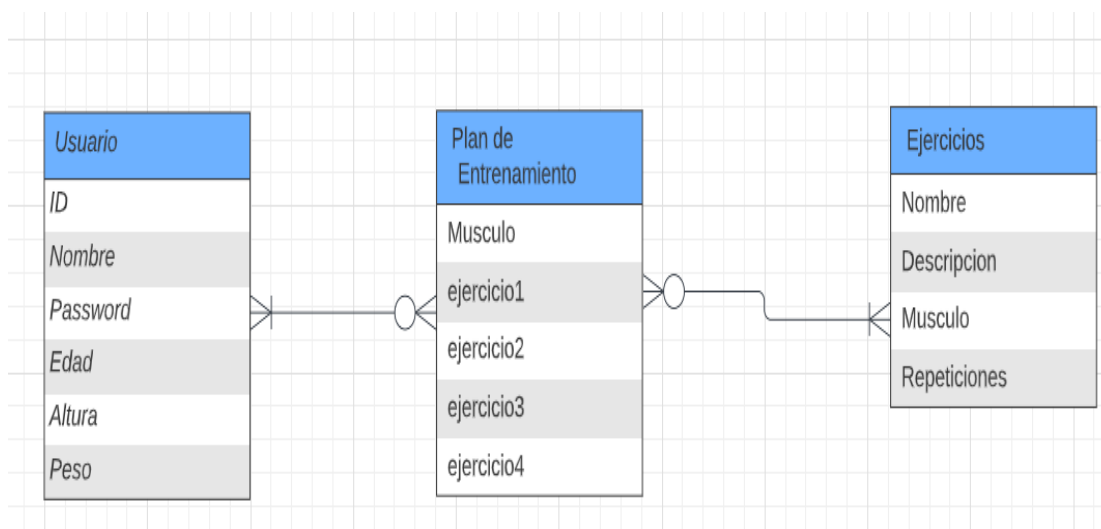 Usuario
ID
Nombre
Password
Edad
Altura
Peso
Plan de
Entrenamiento
Musculo
ejercicio1
ejercicio2
ejercicio3
ejercicio4
Ejercicios
Nombre
Descripcion
Musculo
Repeticiones